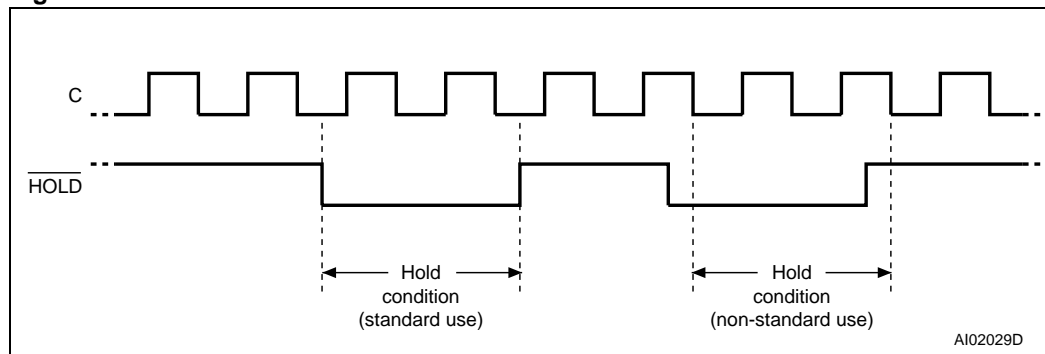 C
HOLD
Hold
condition
(standard use)
Hold
condition
(non-standard use)
AI02029D